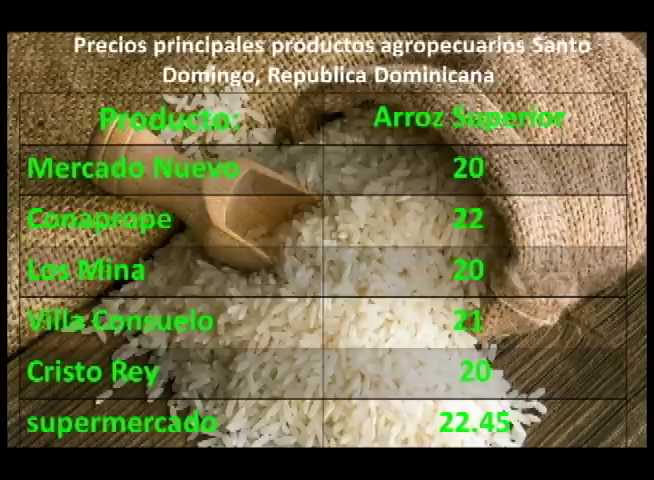 Precios principales productos agropecuarios Santo
Domingo, Republica Dominicana
Producto: Arroz Superior
Mercado Nuevo 20
Conaprope 22
Los Mina 20
Villa Consuelo 21
Cristo Rey 20
supermercado 22.45